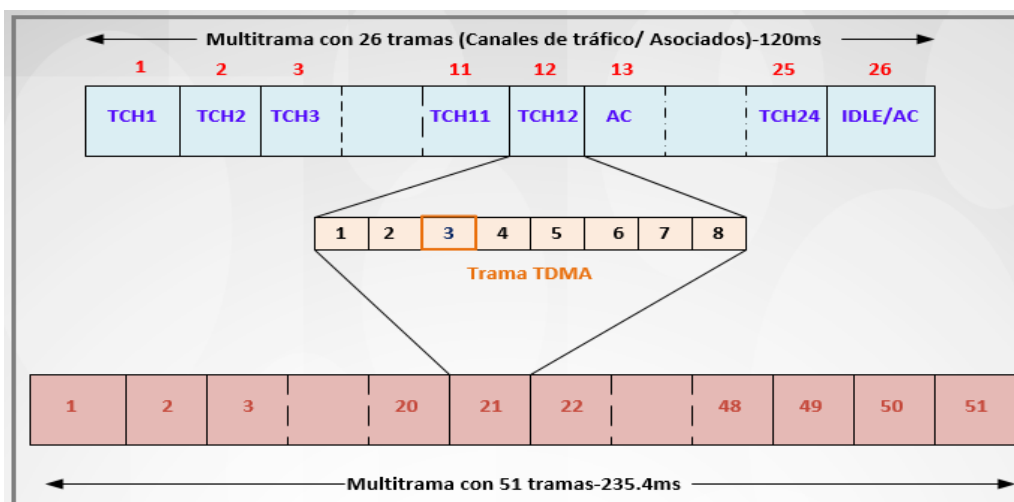 Multitrama con 26 tramas (Canales de tráfico/ Asociados)-120ms
1 2 3 11 12 13 25 26
TCH1 TCH2 TCH3 TCH11 TCH12 AC TCH24 IDLE/AC
1 2 3 4 5 6 7 8
Trama TDMA
1 2 3 20 21 22 48 49 50 51
Multitrama con 51 tramas-235.4ms